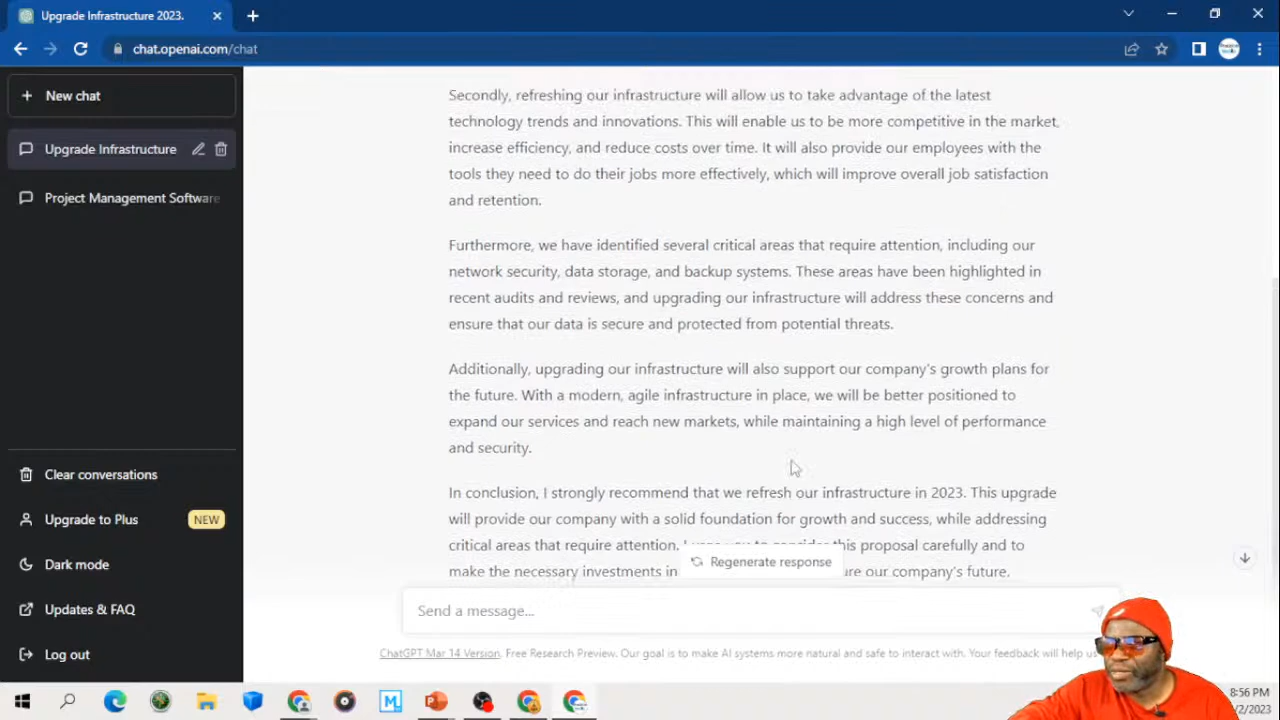 Upgrade Infrastructure 2023.
chat.openai.com/chat
New chat
Upgrade Infrastructure
Project Management Software
Clear conversations
Upgrade to Plus NEW
Dark mode
Updates & FAQ
Log out
Secondly, refreshing our infrastructure will allow us to take advantage of the latest
technology trends and innovations. This will enable us to be more competitive in the market,
increase efficiency, and reduce costs over time. It will also provide our employees with the
tools they need to do their jobs more effectively, which will improve overall job satisfaction
and retention.
Furthermore, we have identified several critical areas that require attention, including our
network security, data storage, and backup systems. These areas have been highlighted in
recent audits and reviews, and upgrading our infrastructure will address these concerns and
ensure that our data is secure and protected from potential threats.
Additionally, upgrading our infrastructure will also support our company's growth plans for
the future. With a modern, agile infrastructure in place, we will be better positioned to
expand our services and reach new markets, while maintaining a high level of performance
and security.
In conclusion, I strongly recommend that we refresh our infrastructure in 2023. This upgrade
will provide our company with a solid foundation for growth and success, while addressing
critical areas that require attention. I this proposal carefully and to
make the necessary investments in our company's future.
Regenerate response
Send a message...
ChatGPT Mar 14 Version. Free Research Preview. Our goal is to make AI systems more natural and safe to interact with. Your feedback will help us
8:56 PM
/2/2023